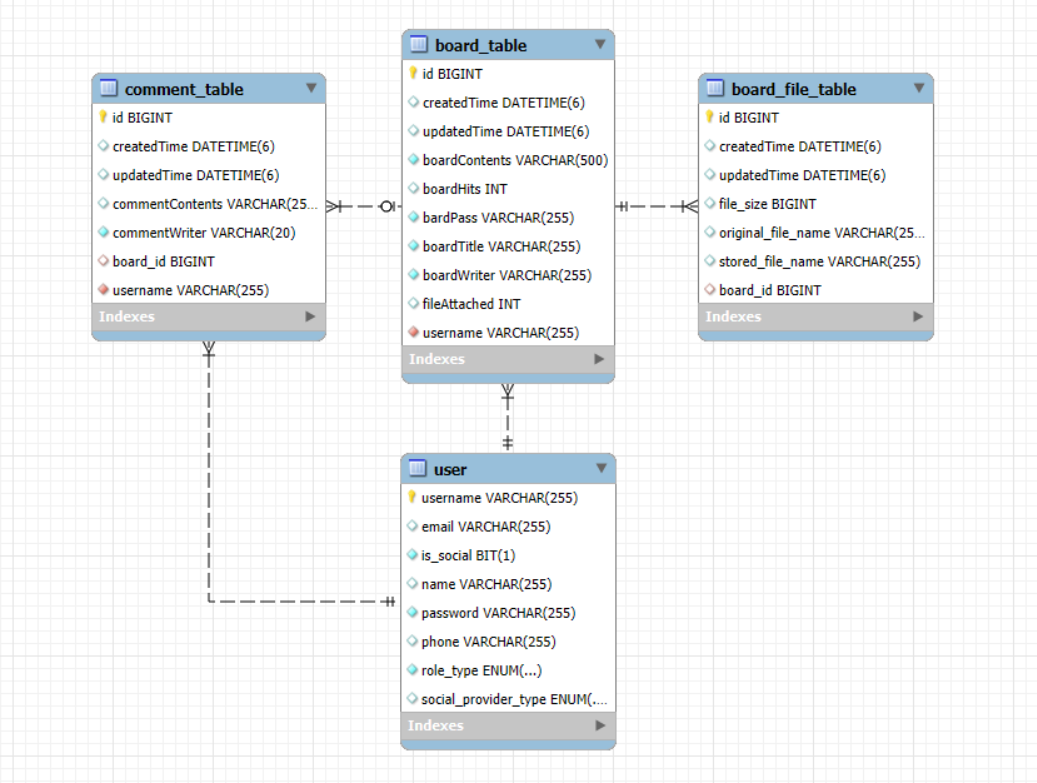 comment_table
id BIGINT
createdTime DATETIME(6)
updatedTime DATETIME(6)
commentContents VARCHAR(25...
commentWriter VARCHAR(20)
board_id BIGINT
username VARCHAR(255)
Indexes
board_table
id BIGINT
createdTime DATETIME(6)
updatedTime DATETIME(6)
boardContents VARCHAR(500)
boardHits INT
bardPass VARCHAR(255)
boardTitle VARCHAR(255)
boardWriter VARCHAR(255)
fileAttached INT
username VARCHAR(255)
Indexes
board_file_table
id BIGINT
createdTime DATETIME(6)
updatedTime DATETIME(6)
file_size BIGINT
original_file_name VARCHAR(25...
stored_file_name VARCHAR(255)
board_id BIGINT
Indexes
user
username VARCHAR(255)
email VARCHAR(255)
is_social BIT(1)
name VARCHAR(255)
password VARCHAR(255)
phone VARCHAR(255)
role_type ENUM(...)
social_provider_type ENUM(....
Indexes